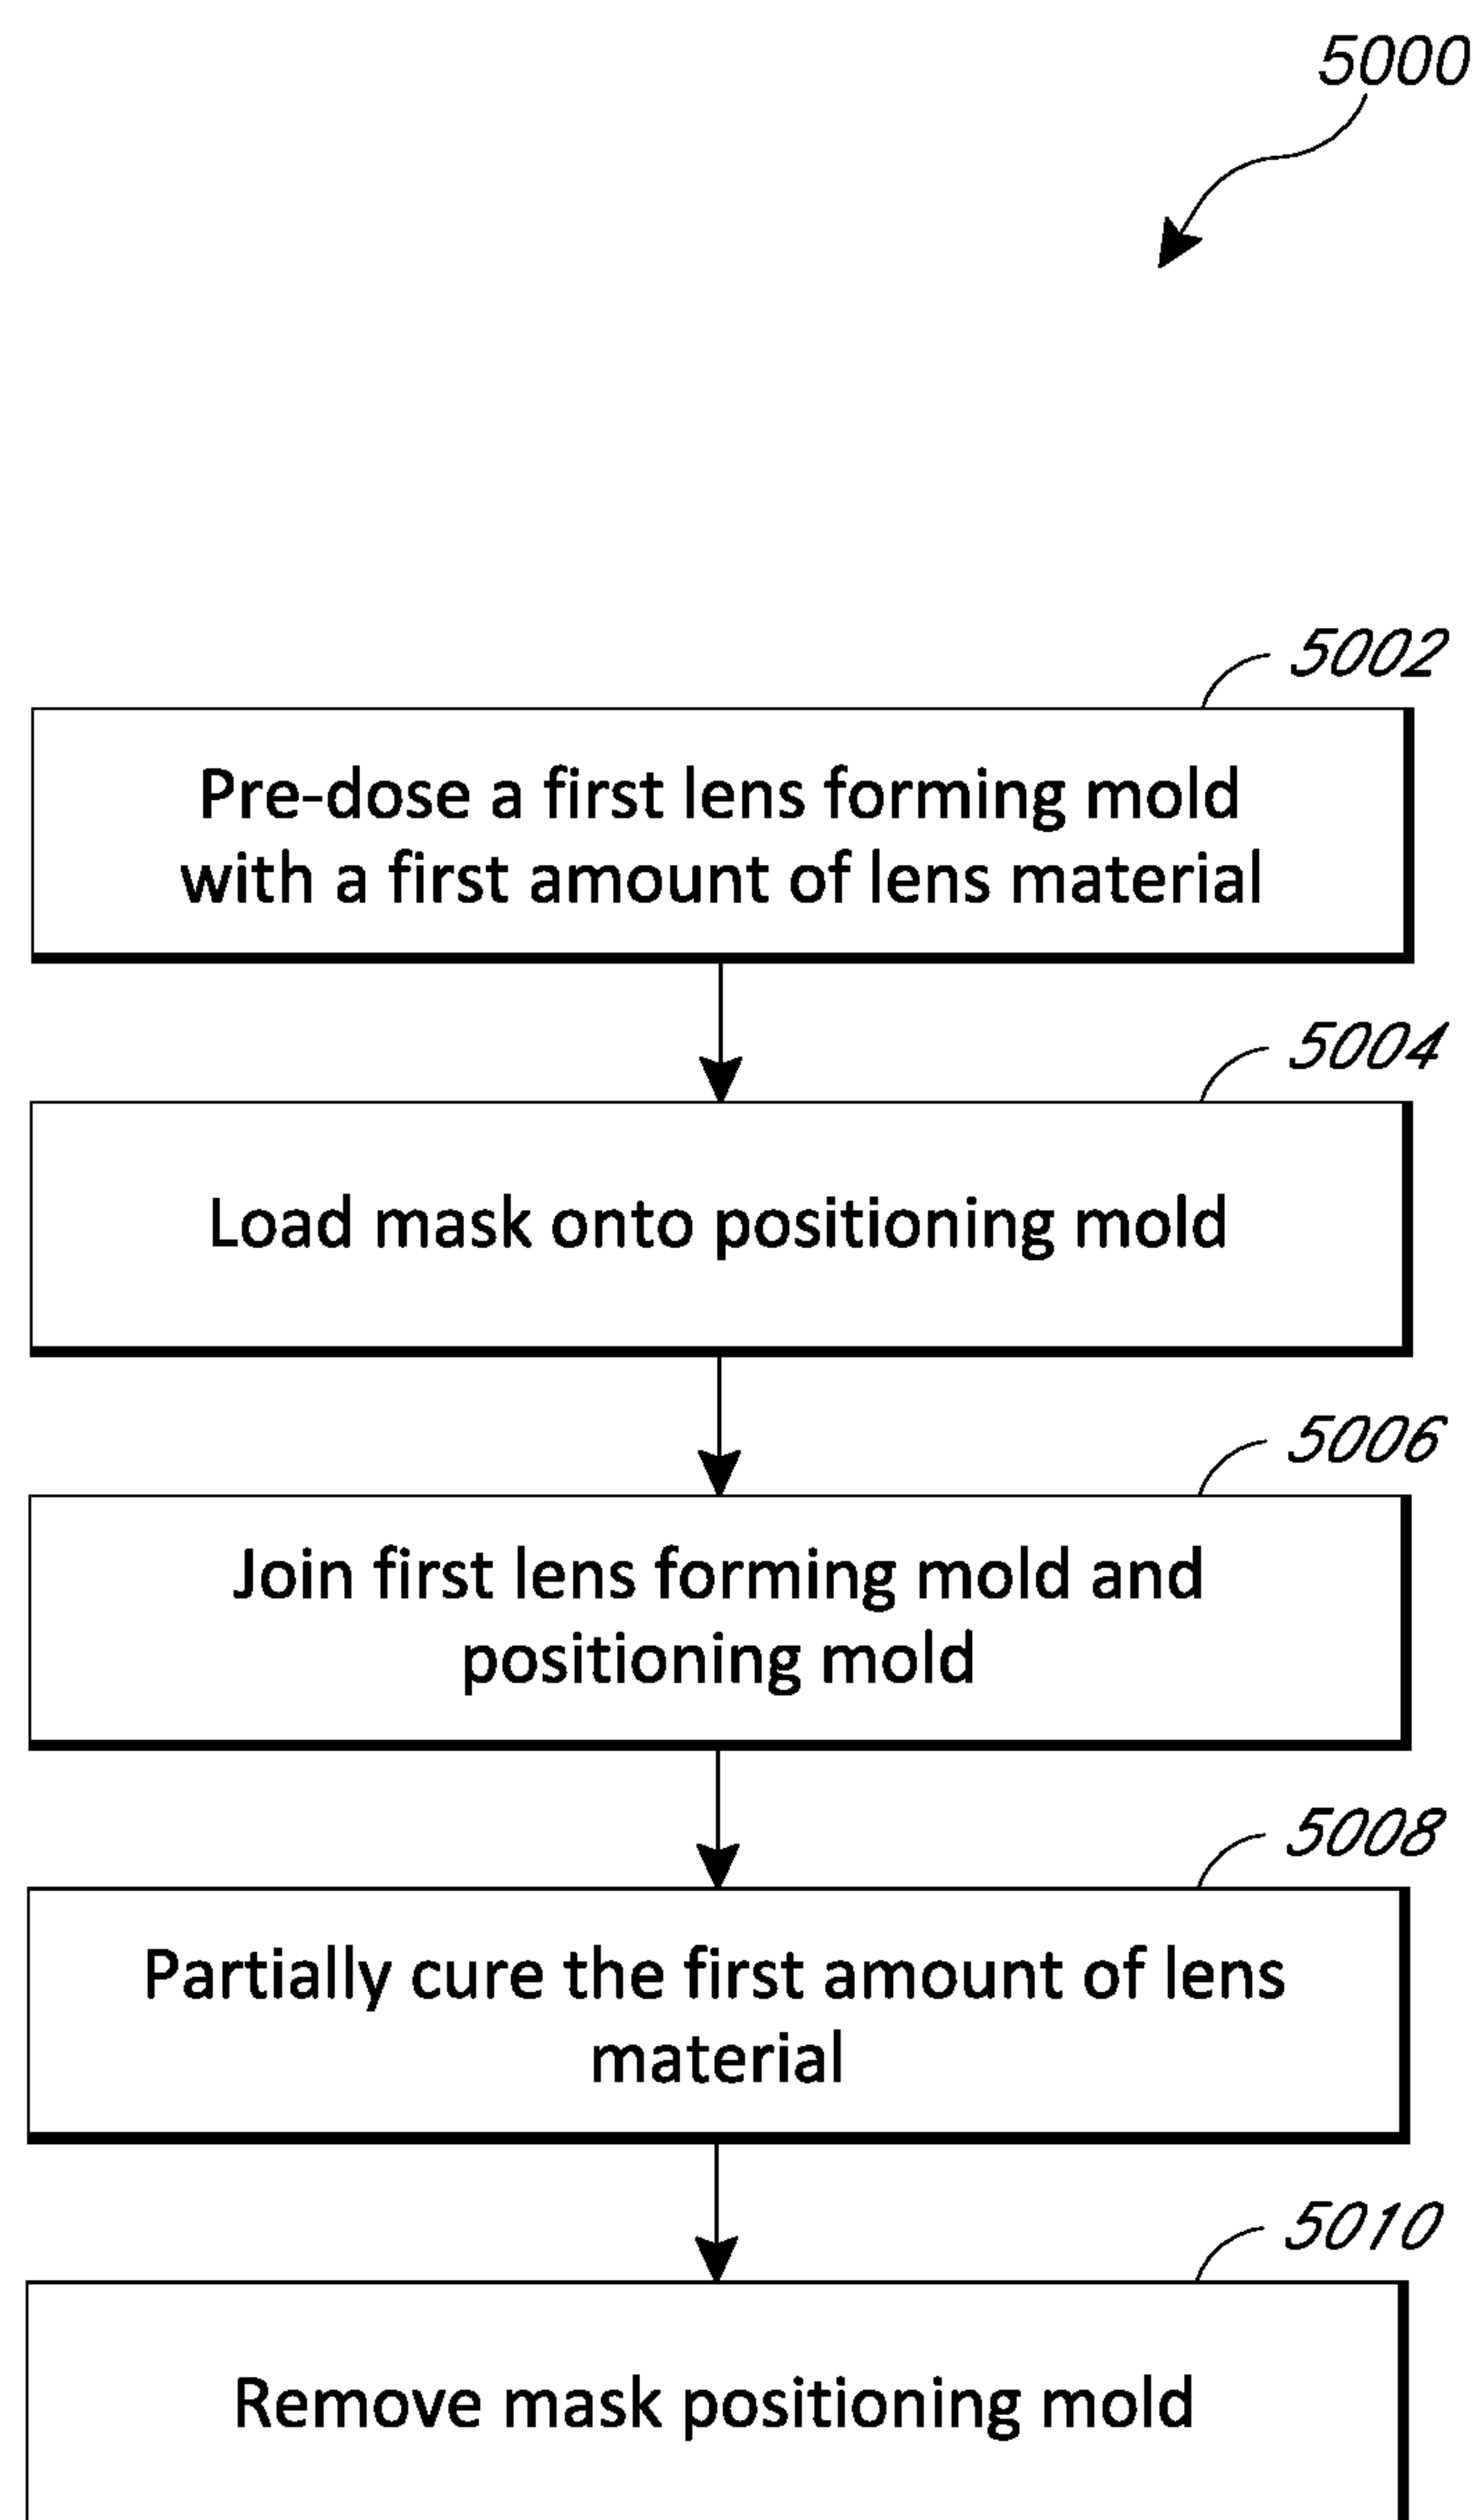 5000
5002
Pre-dose a first lens forming mold
with a first amount of lens material
5004
Load mask onto positioning mold
5006
Join first lens forming mold and
positioning mold
5008
Partially cure the first amount of lens
material
5010
Remove mask positioning mold